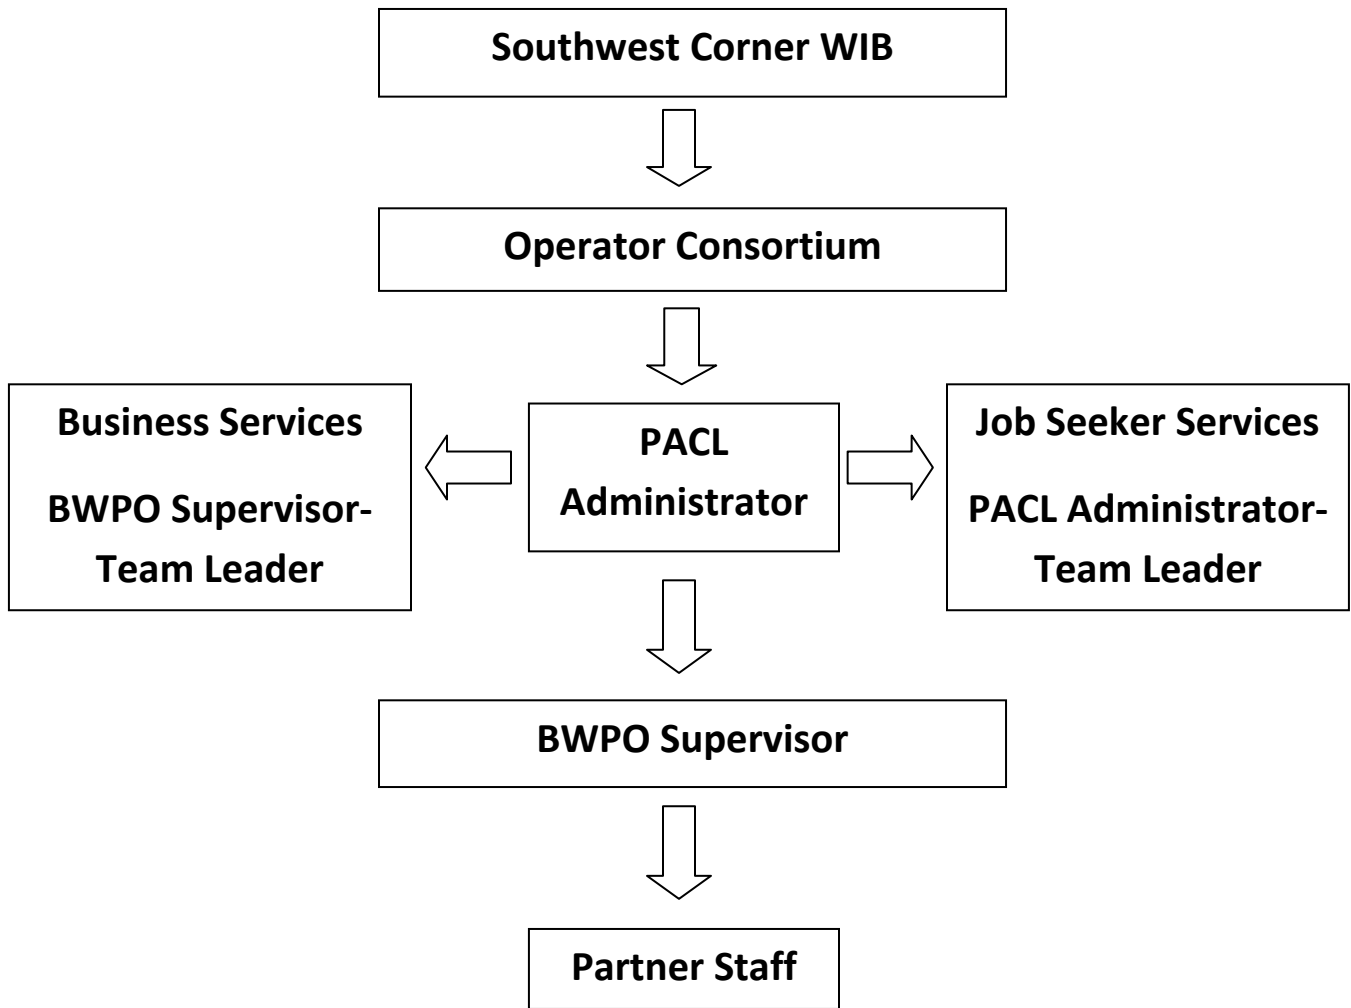 Southwest Corner WIB
Operator Consortium
Business Services
BWPO Supervisor-
Team Leader
PACL
Administrator
Job Seeker Services
PACL Administrator-
Team Leader
BWPO Supervisor
Partner Staff